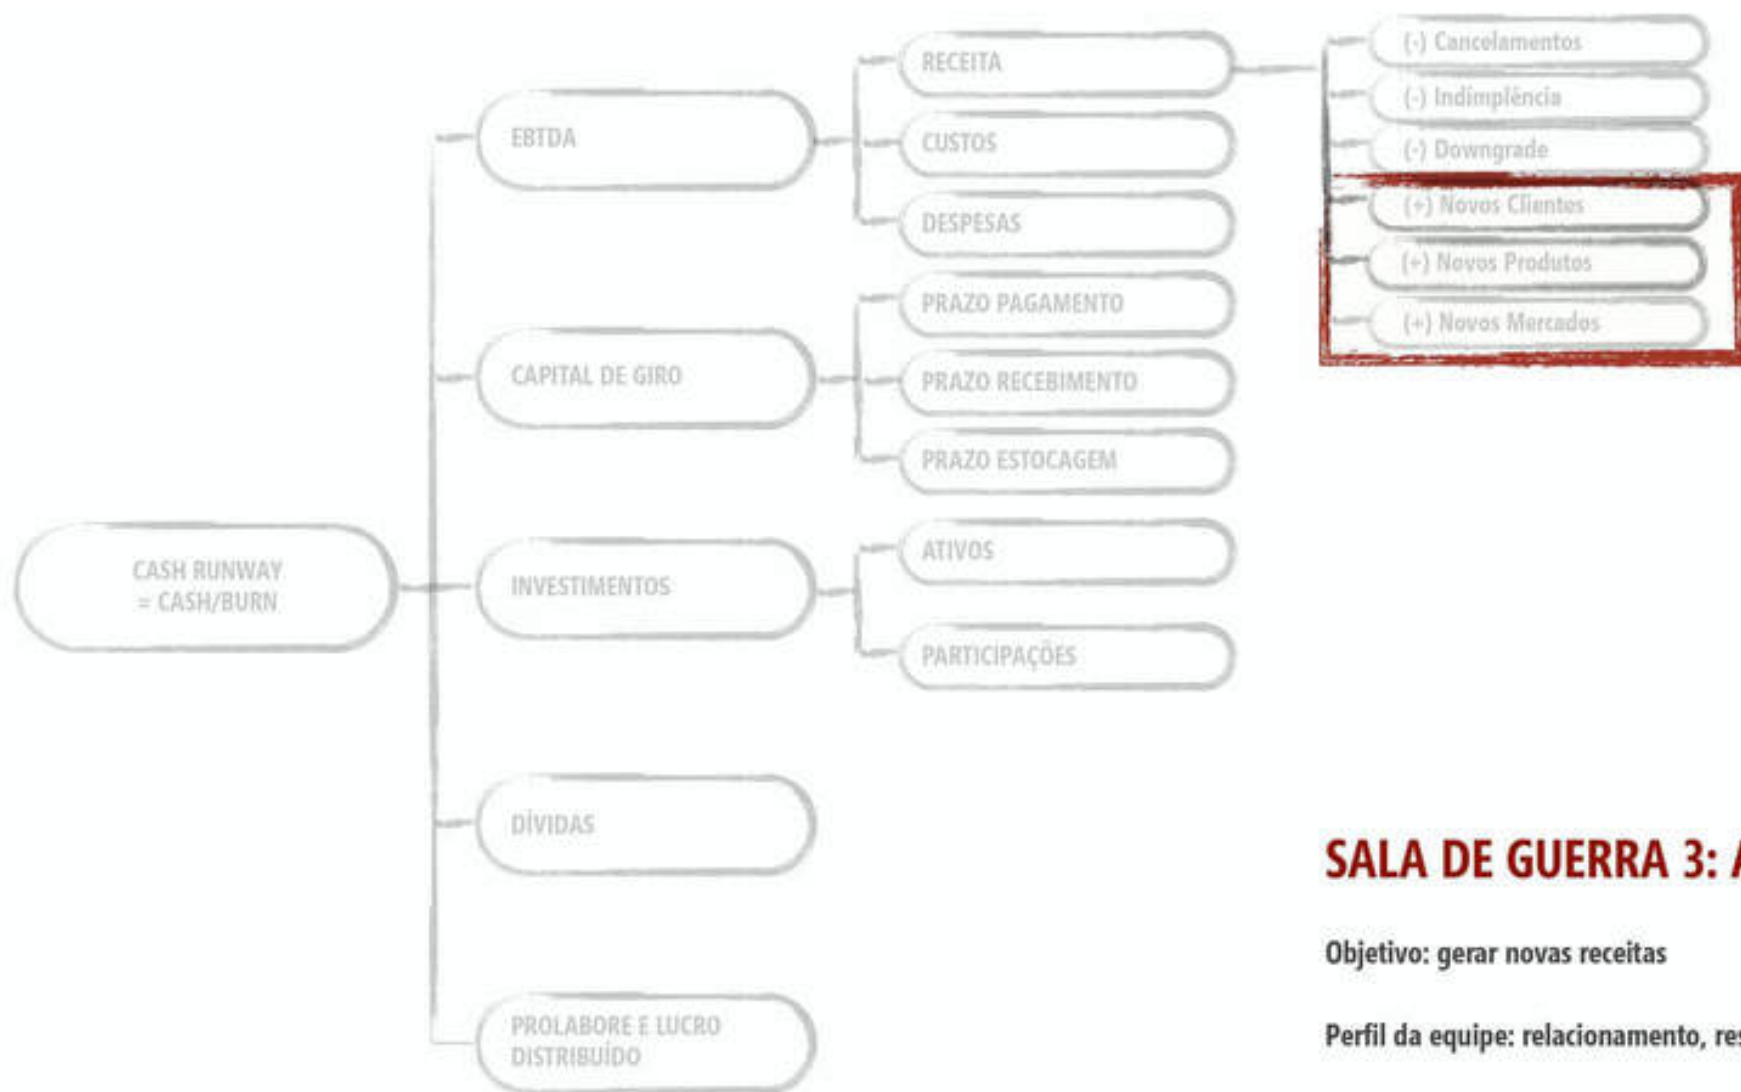 CASH RUNWAY
= CASH/BURN
EBTDA
RECEITA
CUSTOS
DESPESAS
(-) Cancelamentos
(-) Indimplência
(-) Downgrade
(+) Novos Clientes
(+) Novos Produtos
(+) Novos Mercados
CAPITAL DE GIRO
PRAZO PAGAMENTO
PRAZO RECEBIMENTO
PRAZO ESTOCAGEM
INVESTIMENTOS
ATIVOS
PARTICIPAÇÕES
DÍVIDAS
PROLABORE E LUCRO
DISTRIBUÍDO
SALA DE GUERRA 3:
Objetivo: gerar novas receitas
Perfil da equipe: relacionamento,